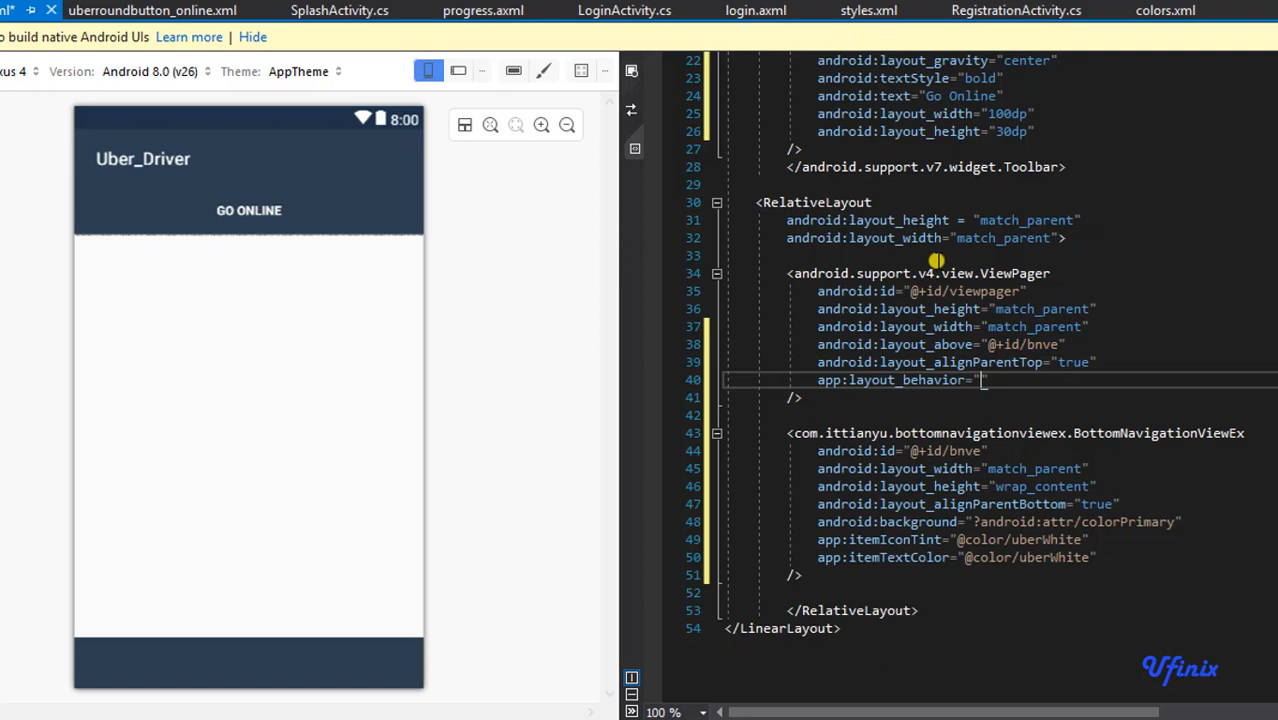 ml*
uberroundbutton_online.xml
SplashActivity.cs
progress.axml
LoginActivity.cs
login.axml
styles.xml
RegistrationActivity.cs
colors.xml
o build native Android UIs Learn more | Hide
xus 4 Version: Android 8.0 (v26) Theme: AppTheme
8:00
Uber_Driver
GO ONLINE
22 android:layout_gravity="center"
23 android:textStyle="bold"
24 android:text="Go Online"
25 android:layout_width="100dp"
26 android:layout_height="30dp"
27 />
28 </android.support.v7.widget.Toolbar>
29
30 <RelativeLayout
31 android:layout_height = "match_parent"
32 android:layout_width="match_parent">
33
34 <android.support.v4.view.ViewPager
35 android:id="@+id/viewpager"
36 android:layout_height="match_parent"
37 android:layout_width="match_parent"
38 android:layout_above="@+id/bnve"
39 android:layout_alignParentTop="true"
40 app:layout_behavior=""
41 />
42
43 <com.ittianyu.bottomnavigationviewex.BottomNavigationViewEx
44 android:id="@+id/bnve"
45 android:layout_width="match_parent"
46 android:layout_height="wrap_content"
47 android:layout_alignParentBottom="true"
48 android:background="?android:attr/colorPrimary"
49 app:itemIconTint="@color/uberWhite"
50 app:itemTextColor="@color/uberWhite"
51 />
52
53 </RelativeLayout>
54 </LinearLayout>
Ufinix
100 %